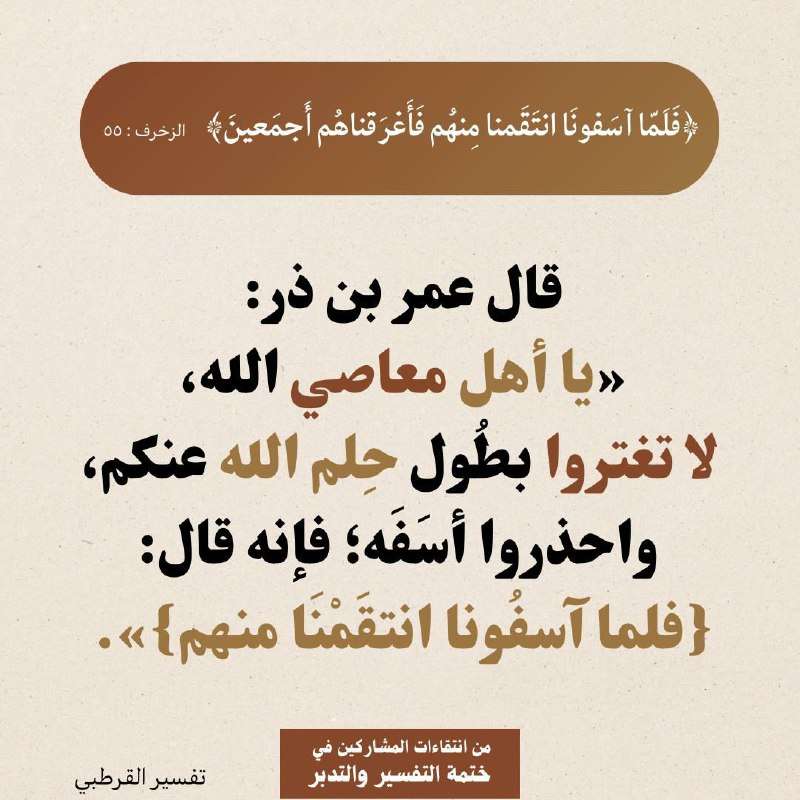 ﴿فَلَمّا آسَفونَا انتَقَمنا مِنهُم فَأَغرَقناهُم أَجمَعينَ﴾ الزخرف : ٥٥
قال عمر بن ذر:
«يا أهل معاصي الله،
لا تغتروا بطُول حِلم الله عنكم،
واحذروا أسَفَه؛ فإنه قال:
{فلما آسفُونا انتقَمْنَا منهم}».
من انتقاءات المشاركين في
ختمة التفسير والتدبر
تفسير القرطبي